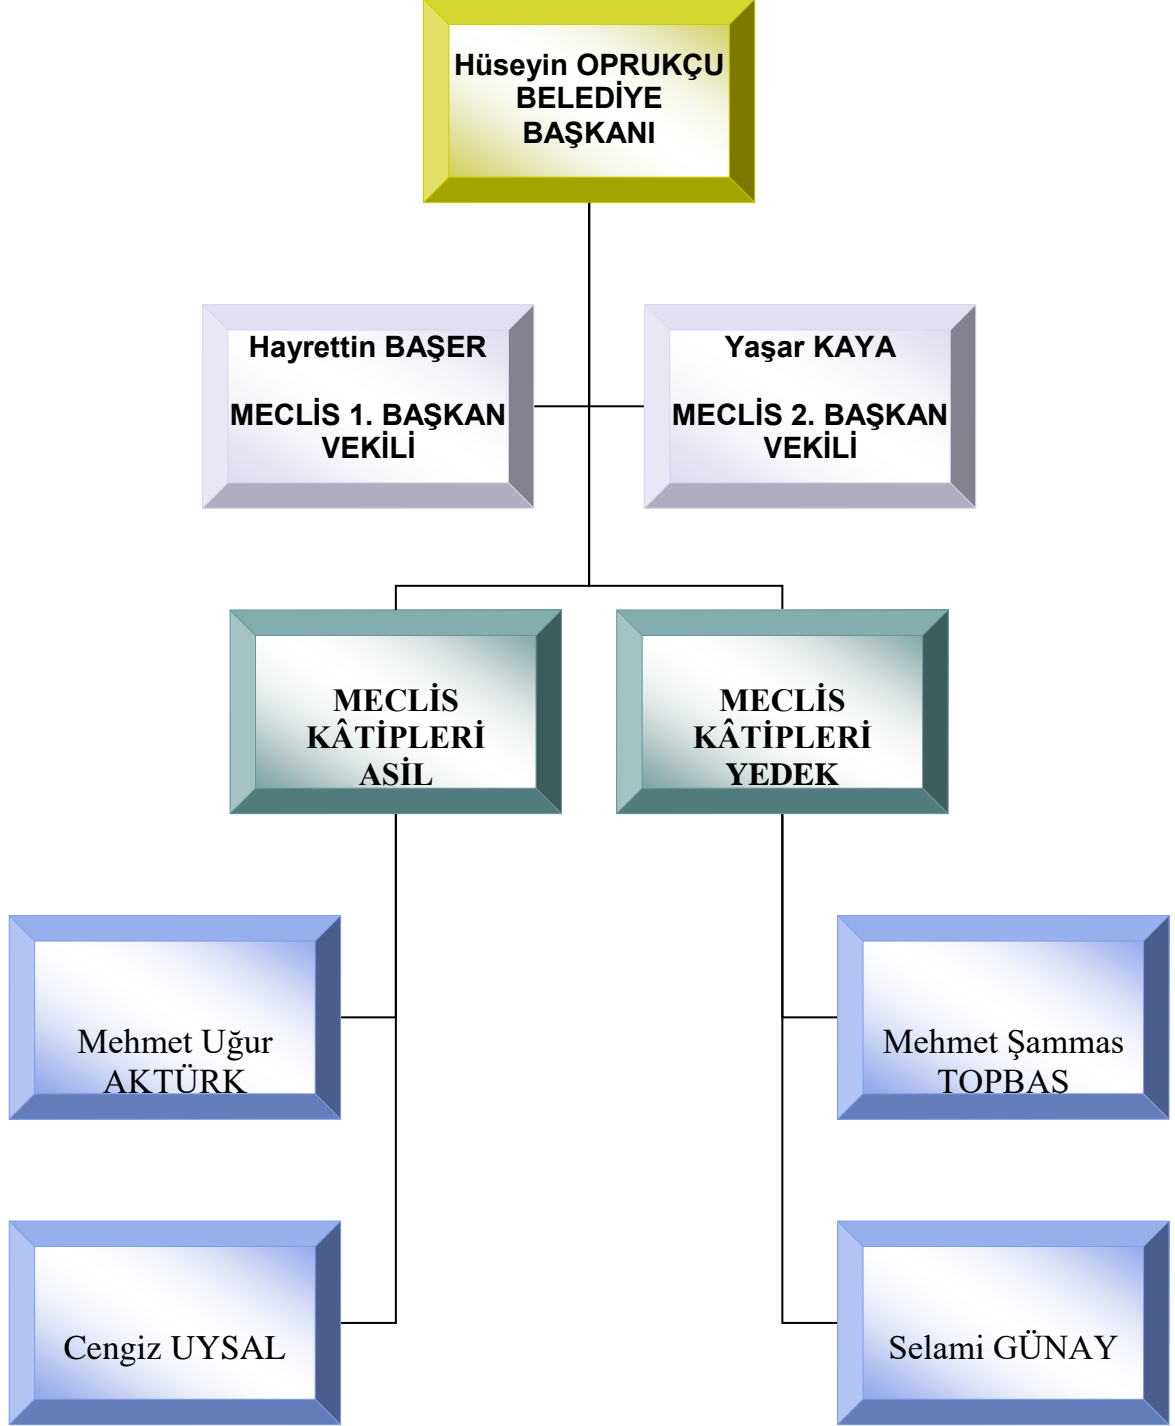 Hüseyin OPRUKÇU
BELEDİYE
BAŞKANI
Hayrettin BAŞER
MECLİS 1. BAŞKAN
VEKİLİ
Yaşar KAYA
MECLİS 2. BAŞKAN
VEKİLİ
MECLİS
KÂTİPLERİ
ASİL
MECLİS
KÂTİPLERİ
YEDEK
Mehmet Uğur
AKTÜRK
Mehmet Şammas
TOPBAŞ
Cengiz UYSAL
Selami GÜNAY